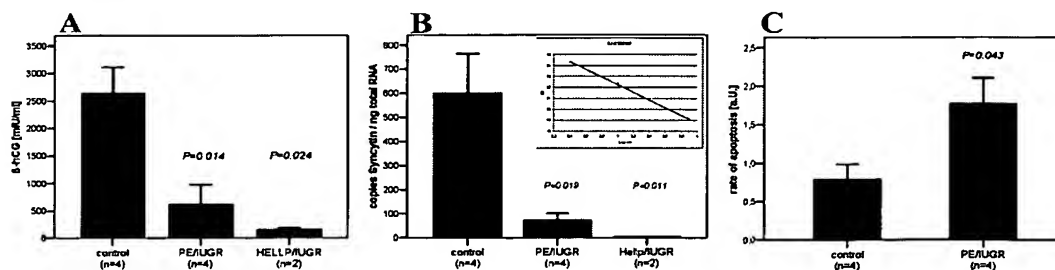 A
ß-hCG [mIU/ml]
3500
3000
2500
2000
1500
1000
500
0
P=0.014
P=0.024
control
(n=4)
PE/IUGR
(n=4)
HELLP/IUGR
(n=2)
B
copies Syncytin / ng total RNA
800
700
600
500
400
300
200
100
0
P=0.019
P=0.011
control
(n=4)
PE/IUGR
(n=4)
Hellp/IUGR
(n=2)
C
rate of apoptosis [a.U.]
2,5
2,0
1,5
1,0
0,5
0,0
P=0.043
control
(n=4)
PE/IUGR
(n=4)